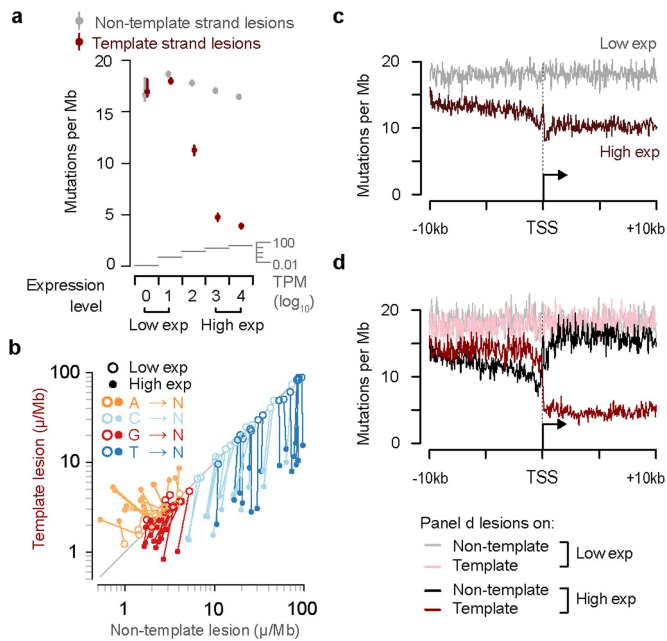 a
Non-template strand lesions
Template strand lesions
Mutations per Mb
20
15
10
5
0
100
0.01
TPM
(log10)
Expression
level
0 1 2 3 4
Low exp
High exp
b
Template lesion (µ/Mb)
100
10
1
Low exp
High exp
A → N
C → N
G → N
T → N
1 10 100
Non-template lesion (µ/Mb)
c
Mutations per Mb
20
15
10
5
0
Low exp
High exp
-10kb TSS +10kb
d
Mutations per Mb
20
15
10
5
0
-10kb TSS +10kb
Panel d lesions on:
Non-template
Template
Low exp
Non-template
Template
High exp